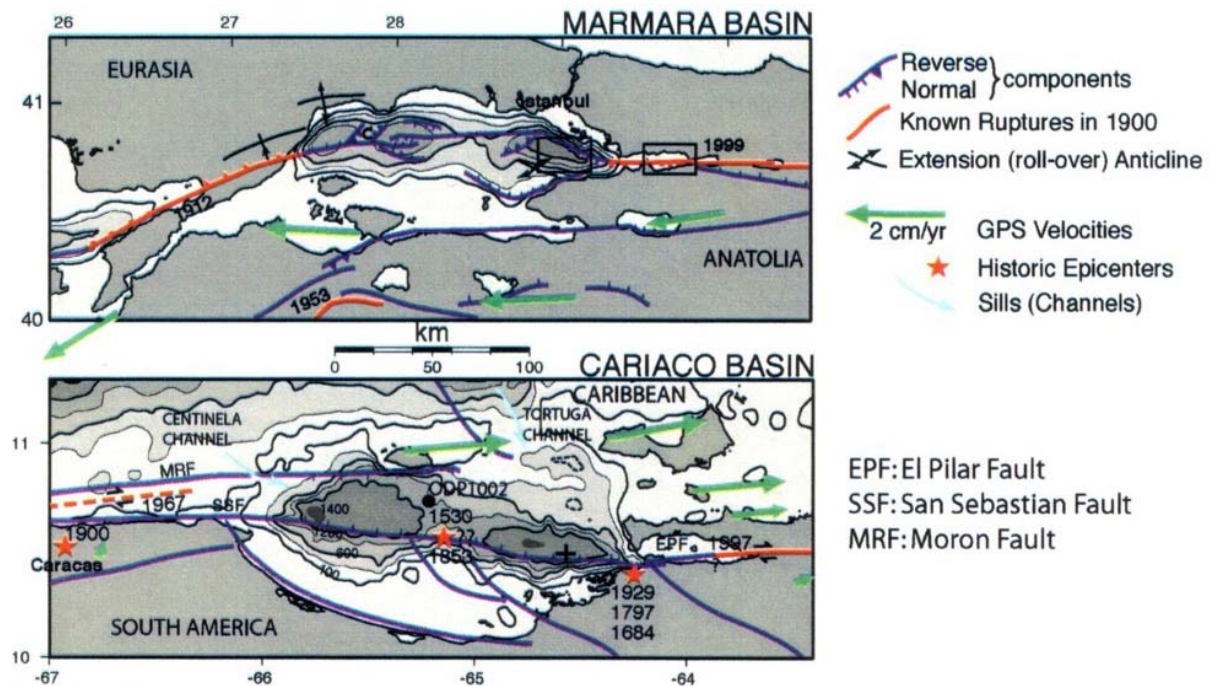 26
27
28
MARMARA BASIN
EURASIA
41
Istanbul
C
1999
1912
ANATOLIA
1953
40
Reverse
Normal
components
Known Ruptures in 1900
Extension (roll-over) Anticline
2 cm/yr
GPS Velocities
Historic Epicenters
Sills (Channels)
km
0 50 100
CARIACO BASIN
CENTINELA
CHANNEL
TORTUGA
CHANNEL
CARIBBEAN
11
MRF
1967
SSF
1400
ODP1002
1530
??
1853
1900
Caracas
800
100
EPF
1997
1929
1797
1684
SOUTH AMERICA
10
-67
-66
-65
-64
EPF: El Pilar Fault
SSF: San Sebastian Fault
MRF: Moron Fault